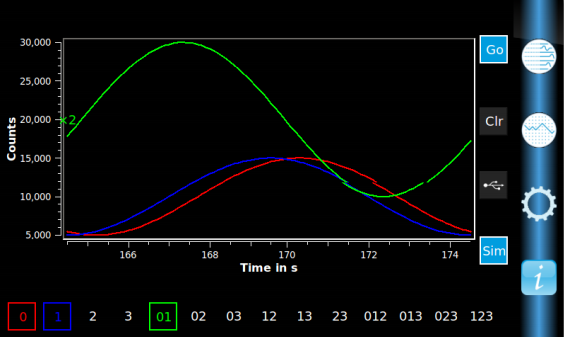 30,000
25,000
20,000
15,000
10,000
5,000
Counts
×2
166 168 170 172 174
Time in s
Go
Clr
Sim
i
0 1 2 3 01 02 03 12 13 23 012 013 023 123